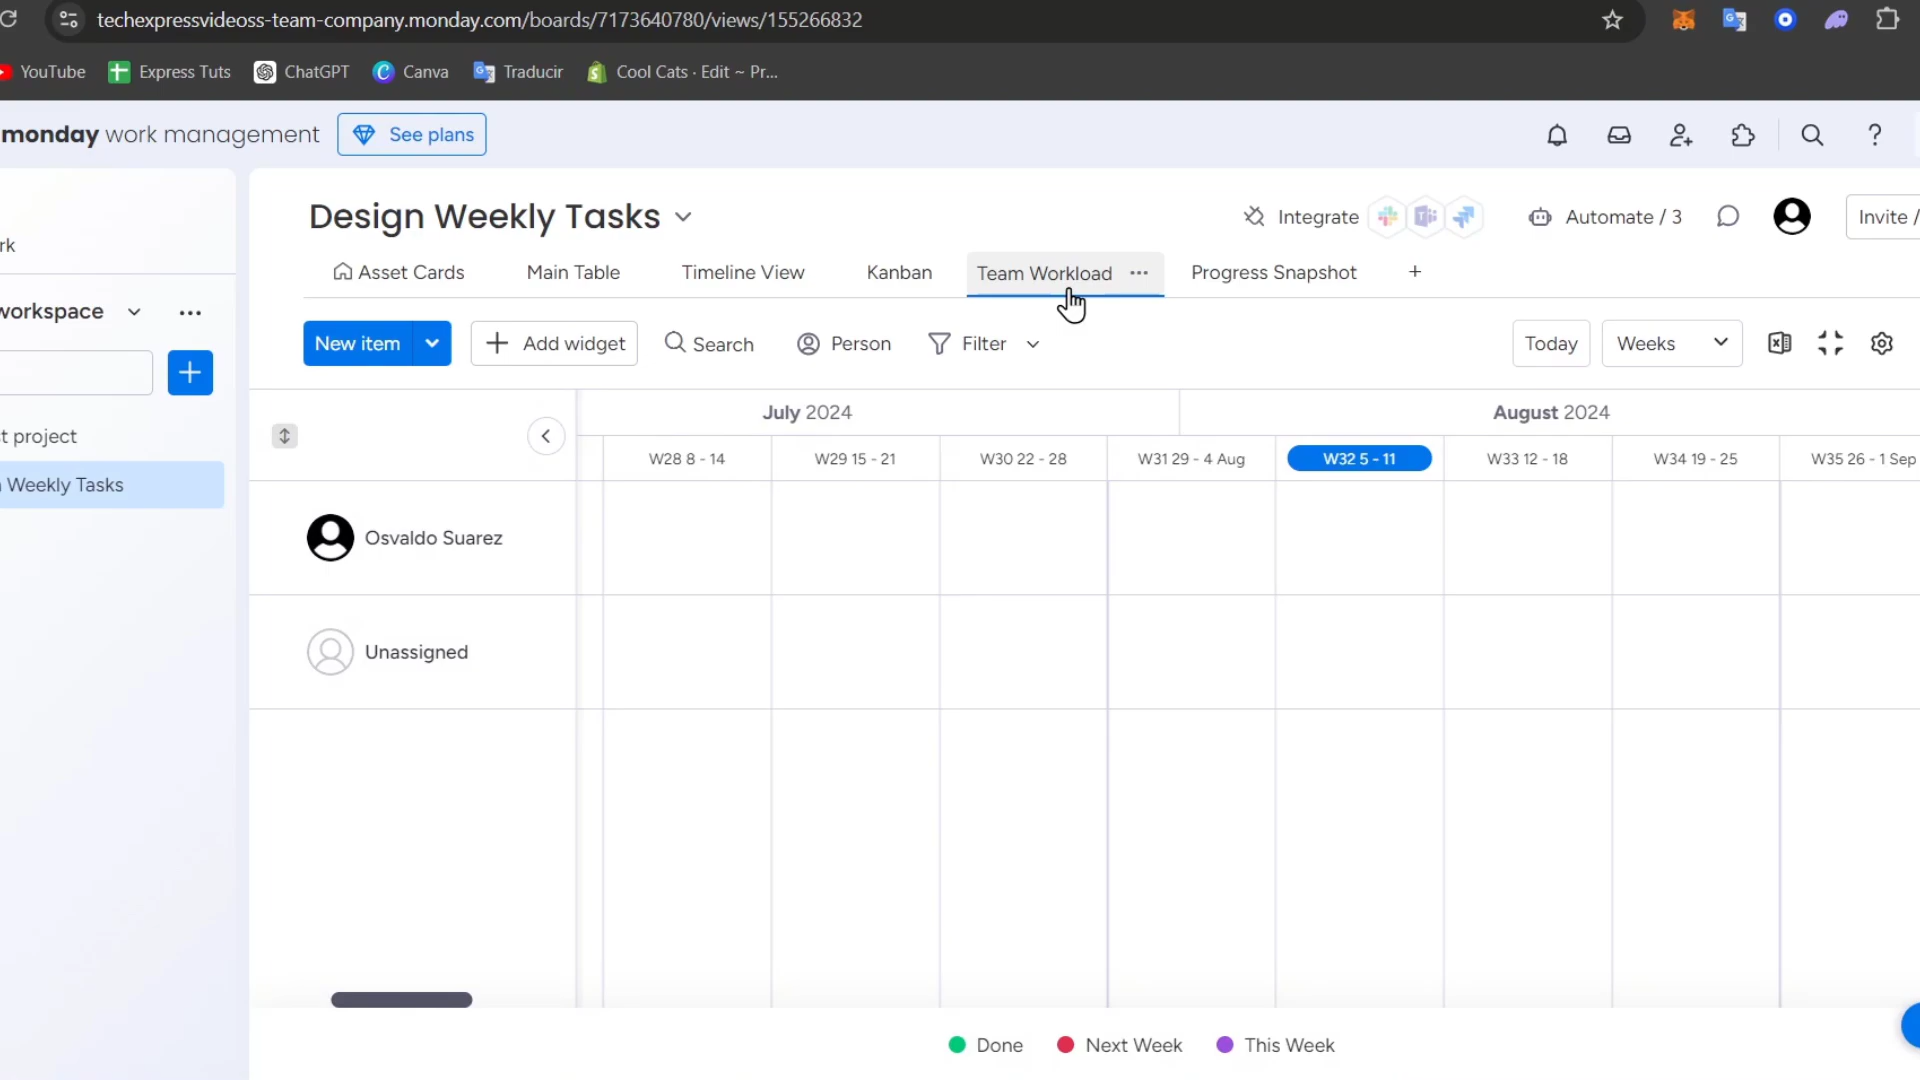 techexpressvideoss-team-company.monday.com/boards/7173640780/views/155266832
YouTube Express Tuts ChatGPT Canva Traducir Cool Cats · Edit ~ Pr...
monday work management See plans
Design Weekly Tasks
Integrate Automate / 3 Invite /
rk
Asset Cards Main Table Timeline View Kanban Team Workload Progress Snapshot
workspace
New item Add widget Search Person Filter Today Weeks
July 2024 August 2024
t project
W28 8 - 14 W29 15 - 21 W30 22 - 28 W31 29 - 4 Aug W32 5 - 11 W33 12 - 18 W34 19 - 25 W35 26 - 1 Sep
Weekly Tasks
Osvaldo Suarez
Unassigned
Done Next Week This Week